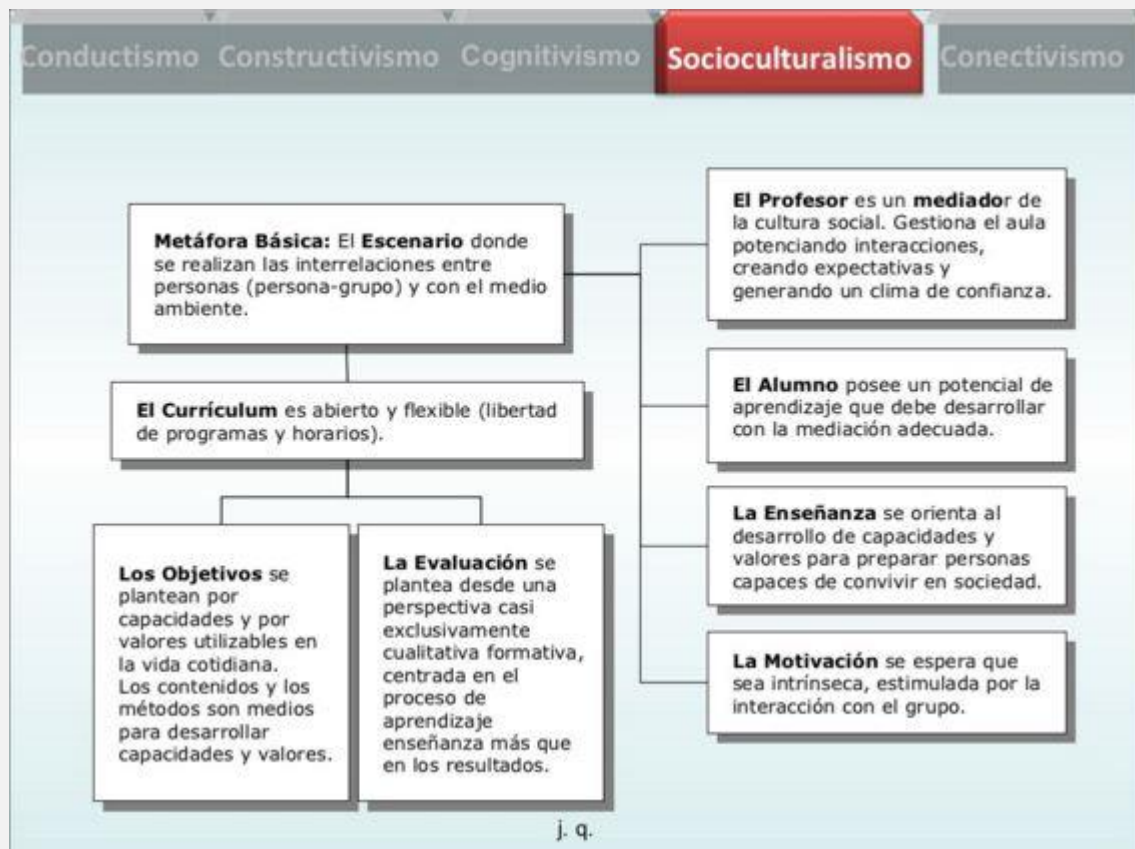 Conductismo Constructivismo Cognitivismo Socioculturalismo Conectivismo
Metáfora Básica: El Escenario donde
se realizan las interrelaciones entre
personas (persona-grupo) y con el medio
ambiente.
El Currículum es abierto y flexible (libertad
de programas y horarios).
Los Objetivos se
plantean por
capacidades y por
valores utilizables en
la vida cotidiana.
Los contenidos y los
métodos son medios
para desarrollar
capacidades y valores.
La Evaluación se
plantea desde una
perspectiva casi
exclusivamente
cualitativa formativa,
centrada en el
proceso de
aprendizaje
enseñanza más que
en los resultados.
El Profesor es un mediador de
la cultura social. Gestiona el aula
potenciando interacciones,
creando expectativas y
generando un clima de confianza.
El Alumno posee un potencial de
aprendizaje que debe desarrollar
con la mediación adecuada.
La Enseñanza se orienta al
desarrollo de capacidades y
valores para preparar personas
capaces de convivir en sociedad.
La Motivación se espera que
sea intrínseca, estimulada por la
interacción con el grupo.
j. q.